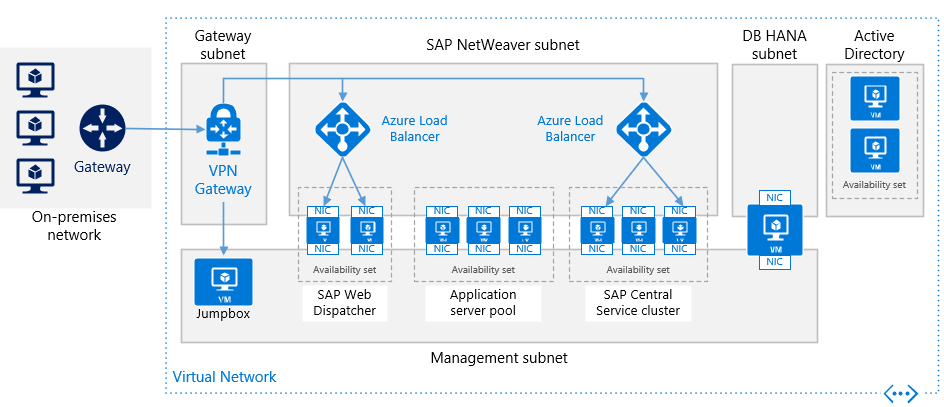 Gateway
subnet
SAP NetWeaver subnet
DB HANA
subnet
Active
Directory
Azure Load
Balancer
Azure Load
Balancer
VM
VM
Availability set
Gateway
VPN
Gateway
On-premises
network
NIC
NIC
NIC
NIC
NIC
NIC
NIC
NIC
NIC
VM
NIC
NIC
NIC
NIC
NIC
NIC
NIC
NIC
NIC
Availability set
Availability set
Availability set
VM
Jumpbox
SAP Web
Dispatcher
Application
server pool
SAP Central
Service cluster
Management subnet
Virtual Network